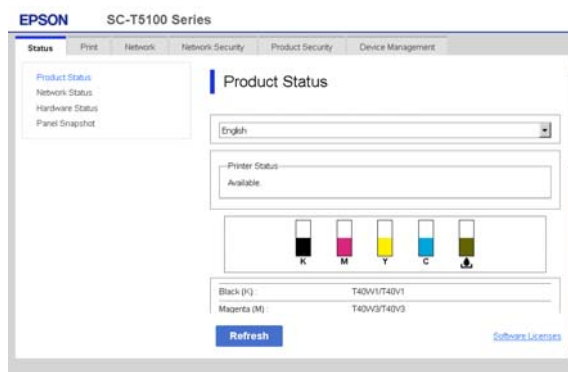 EPSON SC-T5100 Series
Status Print Network Network Security Product Security Device Management
Product Status
Network Status
Hardware Status
Panel Snapshot
Product Status
English
Printer Status
Available.
K M Y C
Black (K) : T40W1/T40V1
Magenta (M) : T40W3/T40V3
Refresh
Software Licenses